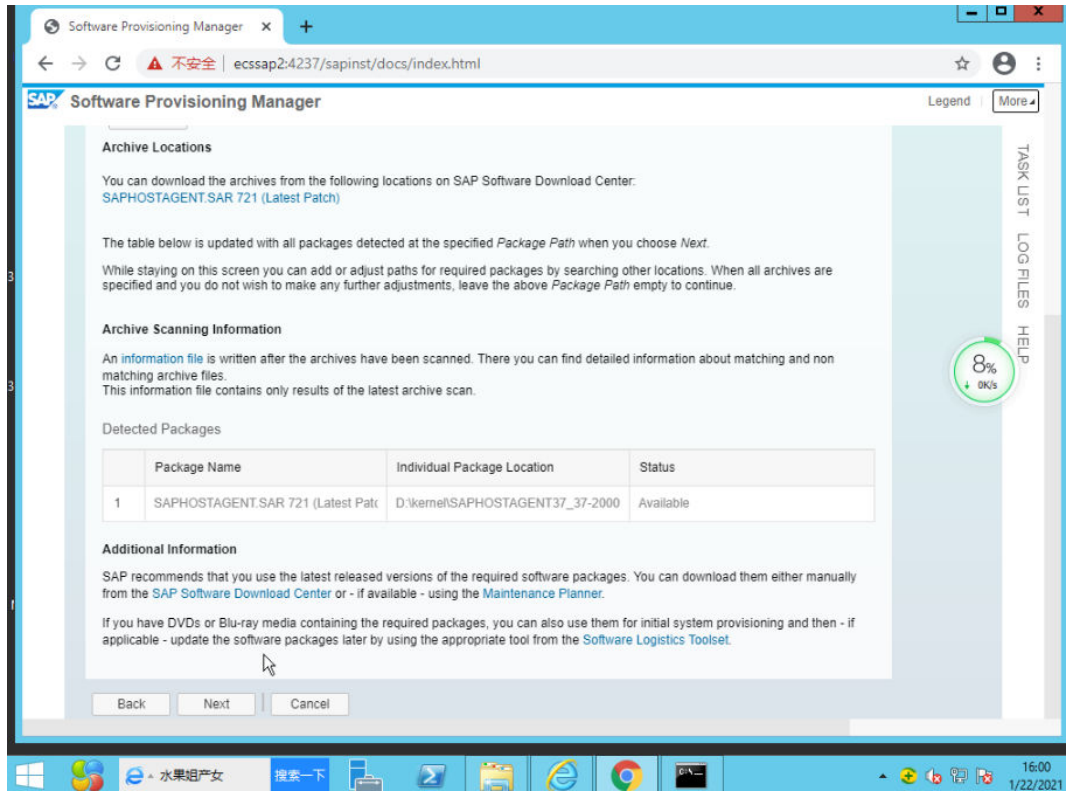 Software Provisioning Manager
不安全 | ecssap2:4237/sapinst/docs/index.html
SAP Software Provisioning Manager
Legend
More
Archive Locations
You can download the archives from the following locations on SAP Software Download Center:
SAPHOSTAGENT.SAR 721 (Latest Patch)
The table below is updated with all packages detected at the specified Package Path when you choose Next.
While staying on this screen you can add or adjust paths for required packages by searching other locations. When all archives are
specified and you do not wish to make any further adjustments, leave the above Package Path empty to continue.
Archive Scanning Information
An information file is written after the archives have been scanned. There you can find detailed information about matching and non
matching archive files.
This information file contains only results of the latest archive scan.
Detected Packages
Package Name
Individual Package Location
Status
1
SAPHOSTAGENT.SAR 721 (Latest Patc
D:\kernel\SAPHOSTAGENT37_37-2000
Available
Additional Information
SAP recommends that you use the latest released versions of the required software packages. You can download them either manually
from the SAP Software Download Center or - if available - using the Maintenance Planner.
If you have DVDs or Blu-ray media containing the required packages, you can also use them for initial system provisioning and then - if
applicable - update the software packages later by using the appropriate tool from the Software Logistics Toolset.
Back
Next
Cancel
TASK LIST
LOG FILES
HELP
8%
0K/s
3
3
水果姐产女
搜索一下
C:\_
16:00
1/22/2021